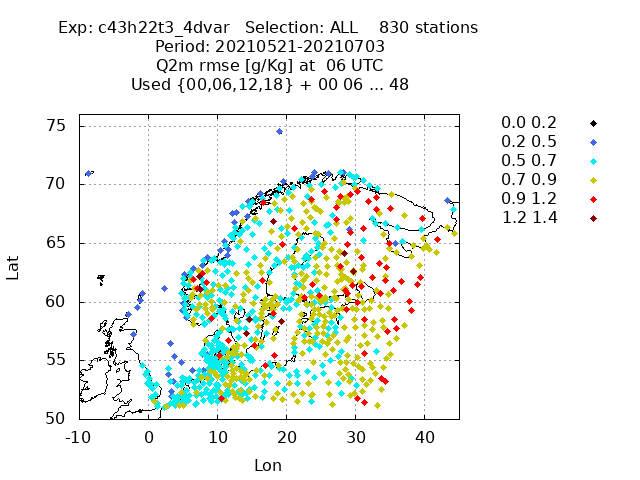 Exp: c43h22t3_4dvar   Selection: ALL    830 stations
Period: 20210521-20210703
Q2m rmse [g/Kg] at  06 UTC
Used {00,06,12,18} + 00 06 ... 48
75
70
65
60
55
50
Lat
-10 0 10 20 30 40
Lon
0.0 0.2
0.2 0.5
0.5 0.7
0.7 0.9
0.9 1.2
1.2 1.4